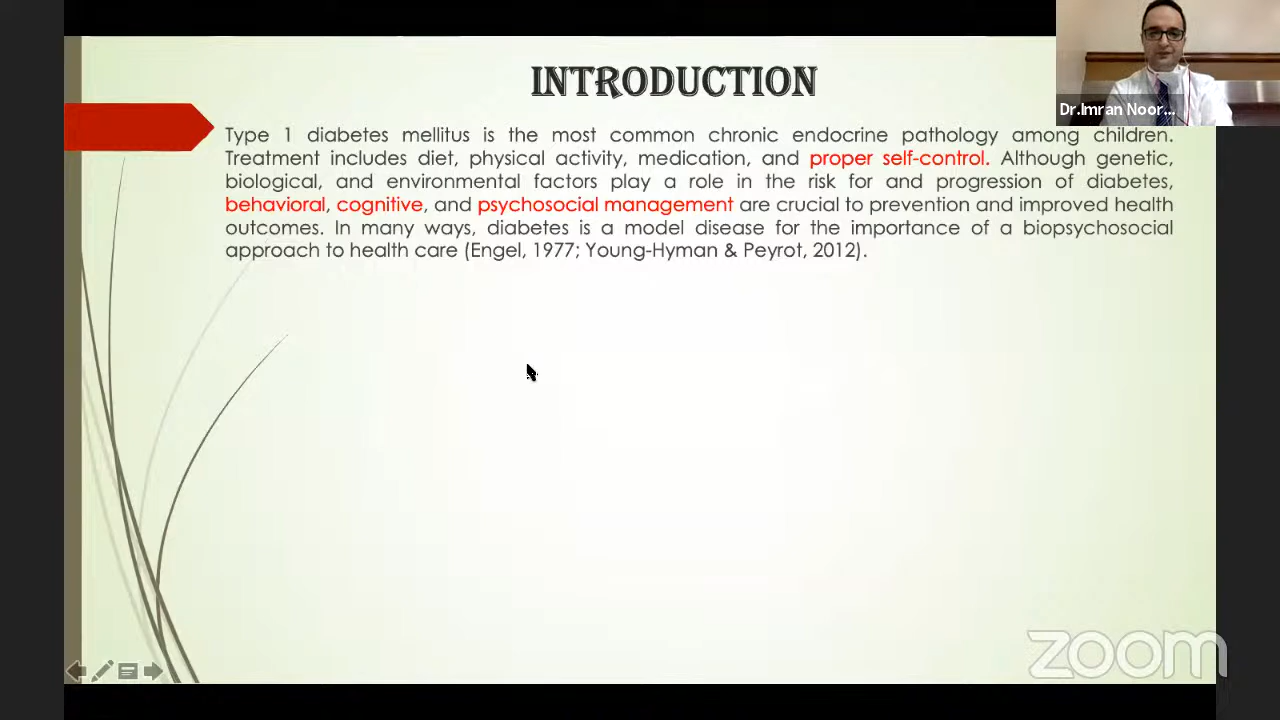 INTRODUCTION
Dr.Imran Noor...
Type 1 diabetes mellitus is the most common chronic endocrine pathology among children.
Treatment includes diet, physical activity, medication, and proper self-control. Although genetic,
biological, and environmental factors play a role in the risk for and progression of diabetes,
behavioral, cognitive, and psychosocial management are crucial to prevention and improved health
outcomes. In many ways, diabetes is a model disease for the importance of a biopsychosocial
approach to health care (Engel, 1977; Young-Hyman & Peyrot, 2012).
zoom